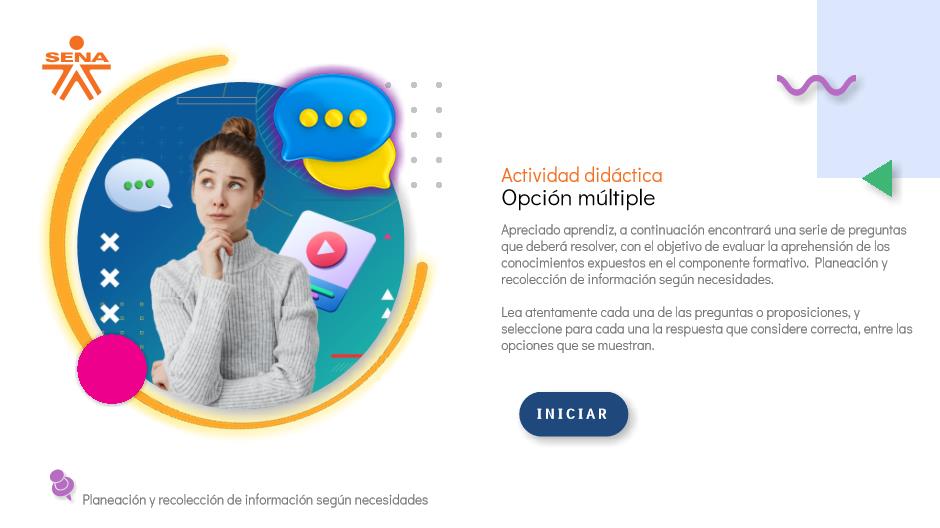 SENA
Actividad didáctica
Opción múltiple
Apreciado aprendiz, a continuación encontrará una serie de preguntas
que deberá resolver, con el objetivo de evaluar la aprehensión de los
conocimientos expuestos en el componente formativo. Planeación y
recolección de información según necesidades.
Lea atentamente cada una de las preguntas o proposiciones, y
seleccione para cada una la respuesta que considere correcta, entre las
opciones que se muestran.
INICIAR
Planeación y recolección de información según necesidades